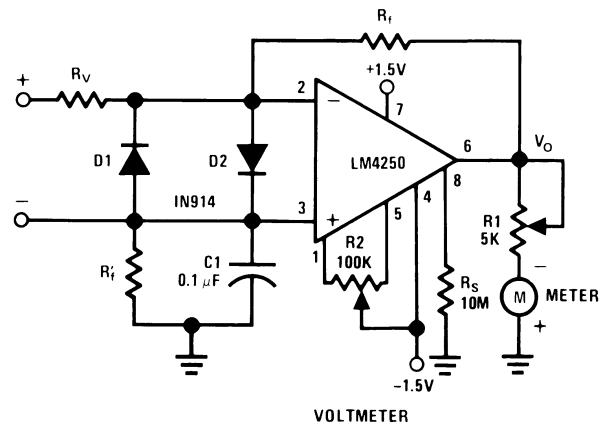 Rf
+1.5V
+
RV
2
−
7
6
VO
D1
D2
LM4250
8
−
IN914
3
+
5
4
R1
5K
1
R2
100K
R'f
C1
0.1 μF
RS
10M
−
M
METER
+
−1.5V
VOLTMETER